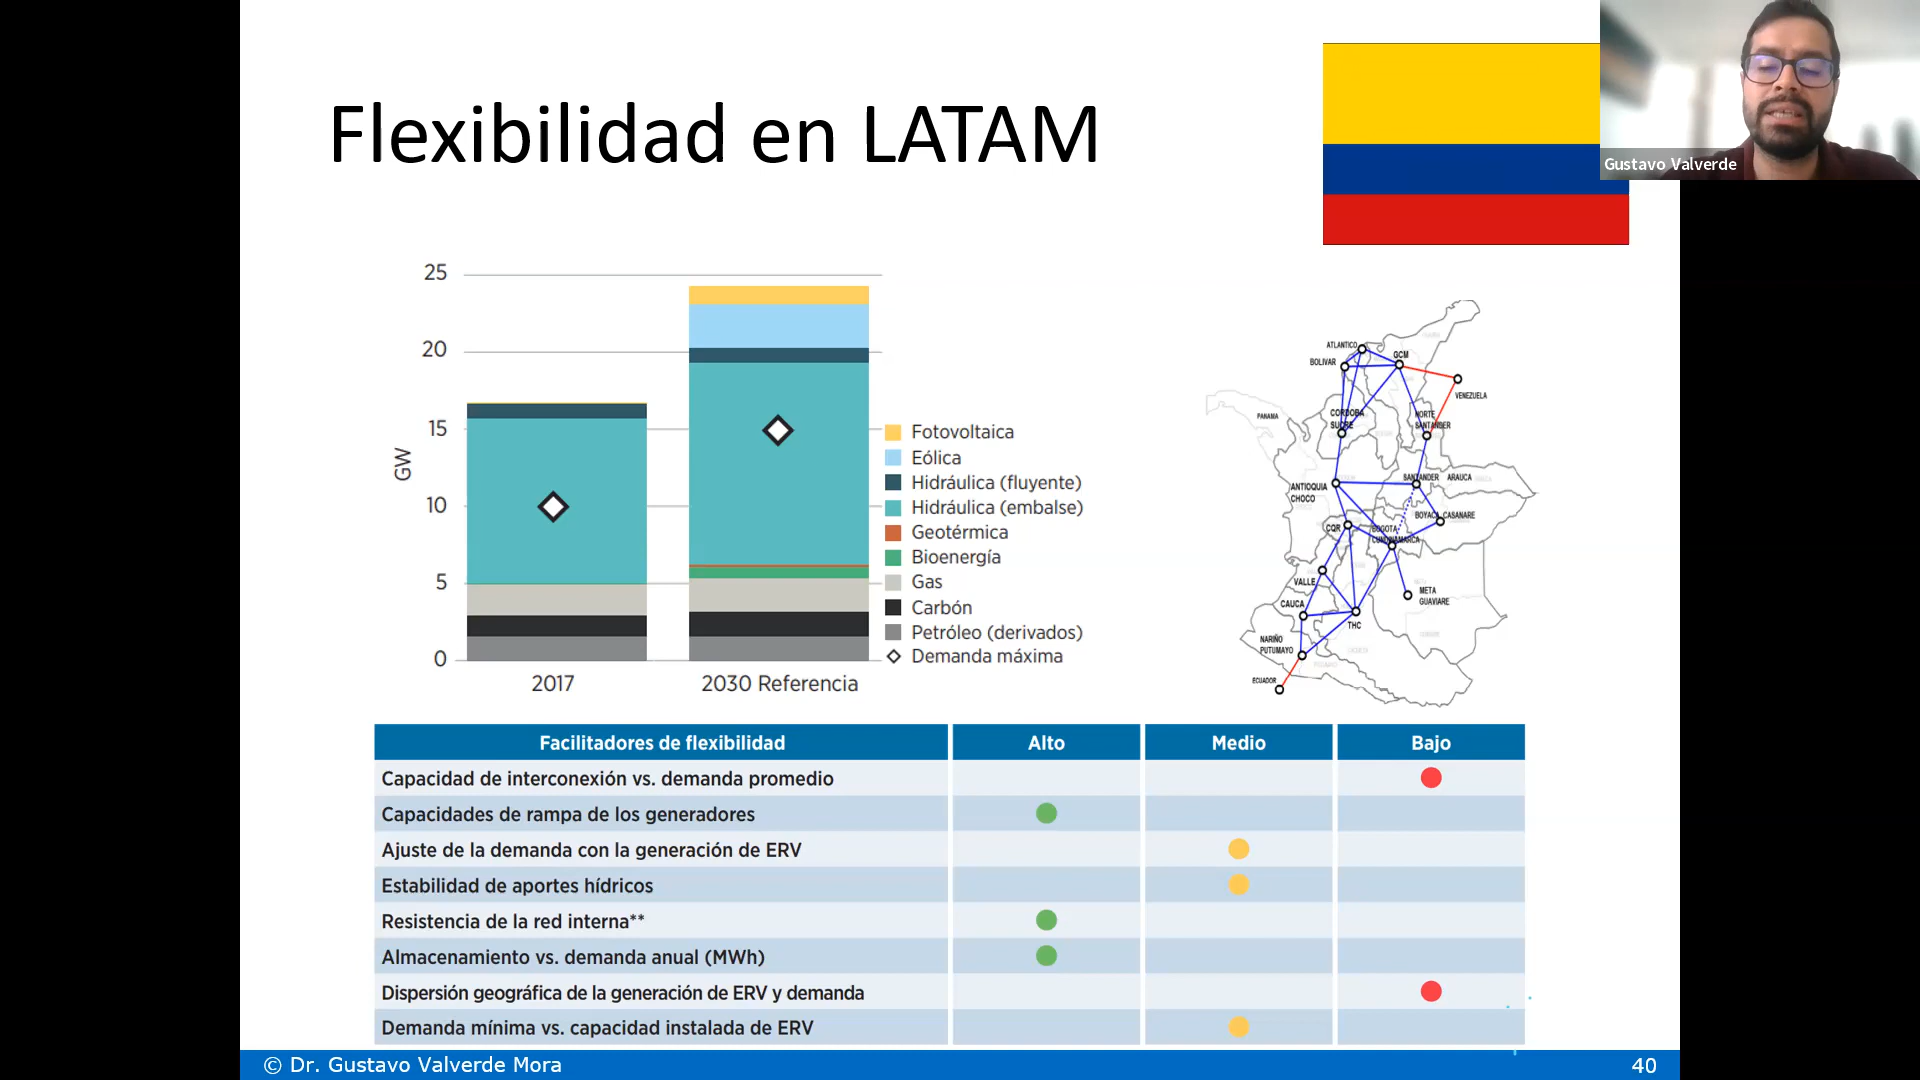 Flexibilidad en LATAM
Gustavo Valverde
25
20
15
10
5
0
GW
2017
2030 Referencia
Fotovoltaica
Eólica
Hidráulica (fluyente)
Hidráulica (embalse)
Geotérmica
Bioenergía
Gas
Carbón
Petróleo (derivados)
Demanda máxima
ATLANTICO
BOLIVAR
GCM
VENEZUELA
PANAMA
CORDOBA
SUCRE
NORTE
SANTANDER
ANTIOQUIA
CHOCO
SANTANDER
ARAUCA
BOYACA
CASANARE
CQR
BOGOTA
CUNDINAMARCA
VALLE
META
GUAVIARE
CAUCA
THC
NARIÑO
PUTUMAYO
ECUADOR
Facilitadores de flexibilidad Alto Medio Bajo
Capacidad de interconexión vs. demanda promedio
Capacidades de rampa de los generadores
Ajuste de la demanda con la generación de ERV
Estabilidad de aportes hídricos
Resistencia de la red interna**
Almacenamiento vs. demanda anual (MWh)
Dispersión geográfica de la generación de ERV y demanda
Demanda mínima vs. capacidad instalada de ERV
© Dr. Gustavo Valverde Mora
40